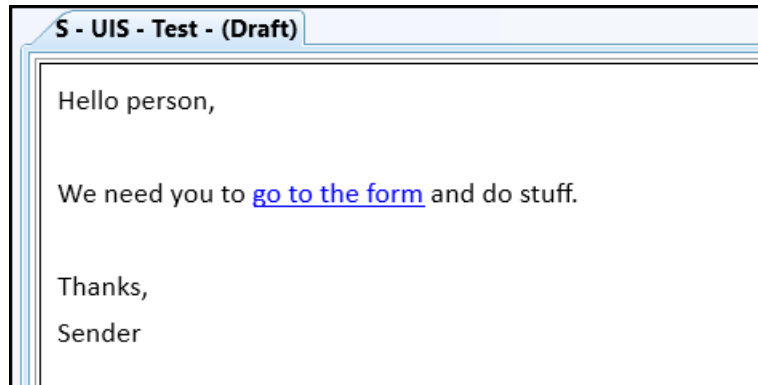 S - UIS - Test - (Draft)
Hello person,
We need you to go to the form and do stuff.
Thanks,
Sender